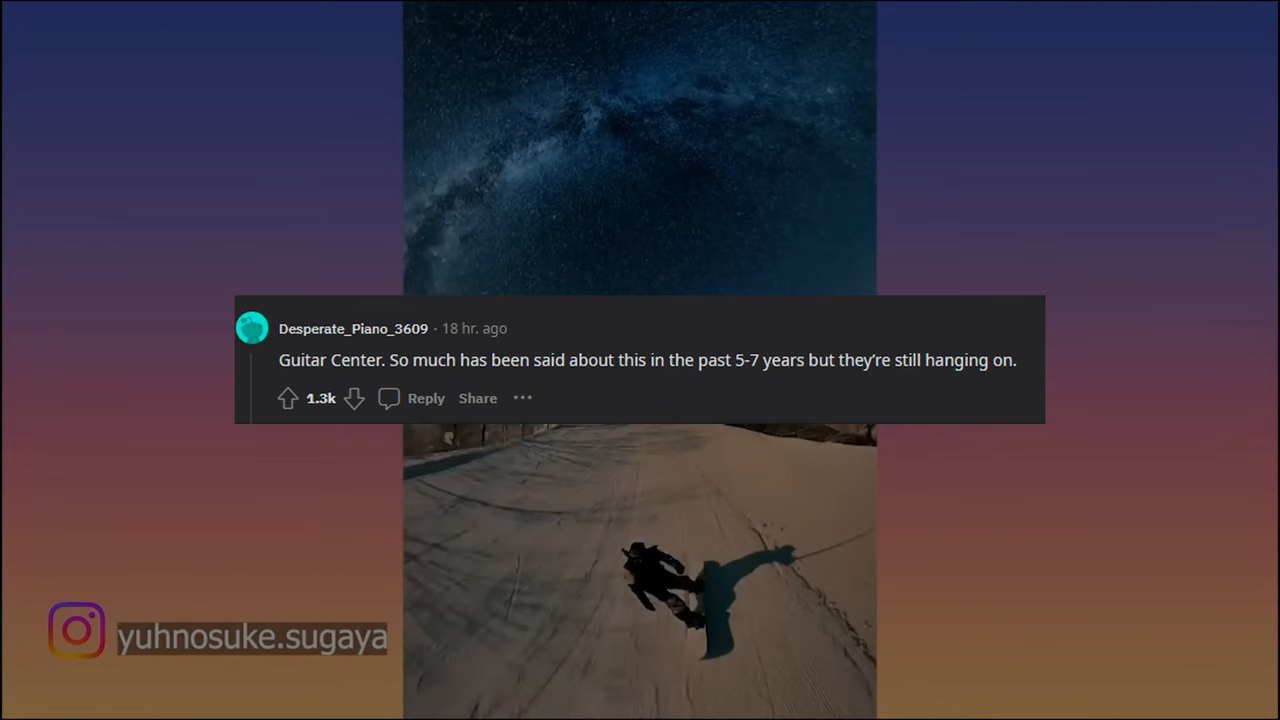 Desperate_Piano_3609 · 18 hr. ago
Guitar Center. So much has been said about this in the past 5-7 years but they’re still hanging on.
1.3k Reply Share ···
yuhnosuke.sugaya